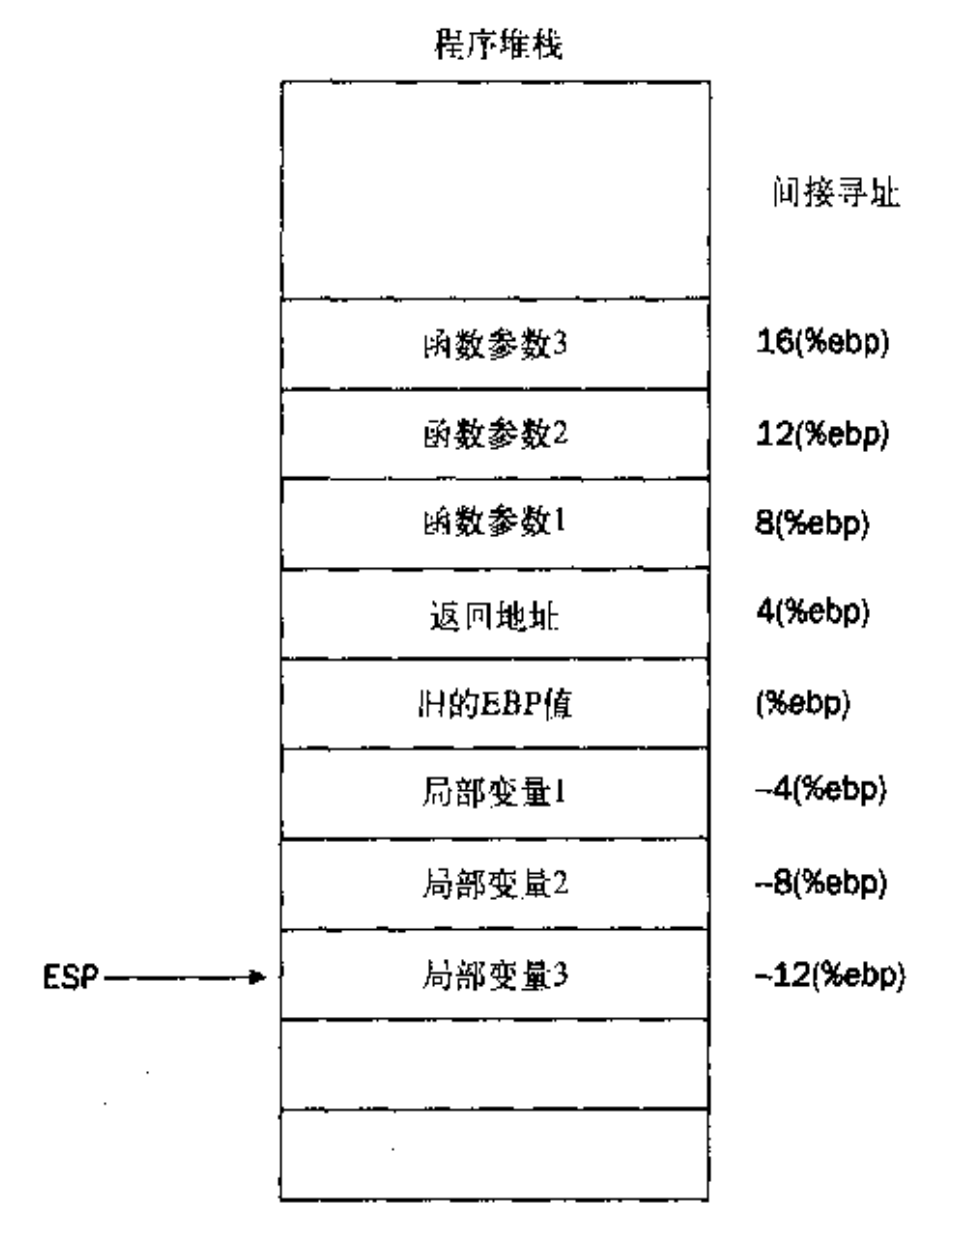 程序堆栈
间接寻址
函数参数3 16(%ebp)
函数参数2 12(%ebp)
函数参数1 8(%ebp)
返回地址 4(%ebp)
旧的EBP值 (%ebp)
局部变量1 -4(%ebp)
局部变量2 -8(%ebp)
ESP 局部变量3 -12(%ebp)